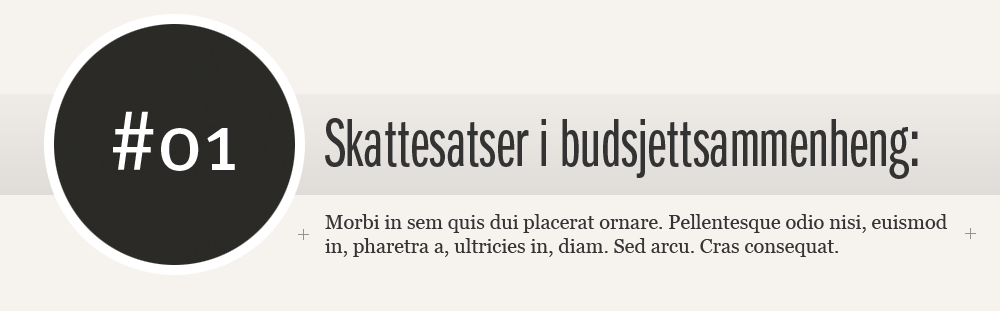 #01
Skattesatser i budsjettsammenheng:
Morbi in sem quis dui placerat ornare. Pellentesque odio nisi, euismod
in, pharetra a, ultricies in, diam. Sed arcu. Cras consequat.